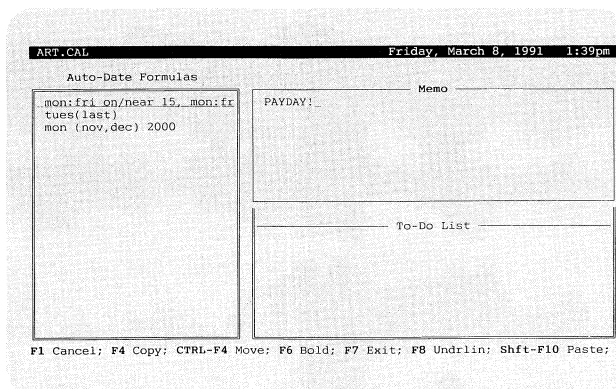 ART.CAL Friday, March 8, 1991 1:39pm
Auto-Date Formulas
mon:fri on/near 15, mon:fr
tues(last)
mon (nov,dec) 2000
Memo
PAYDAY!_
To-Do List
F1 Cancel; F4 Copy; CTRL-F4 Move; F6 Bold; F7 Exit; F8 Undrlin; Shft-F10 Paste;